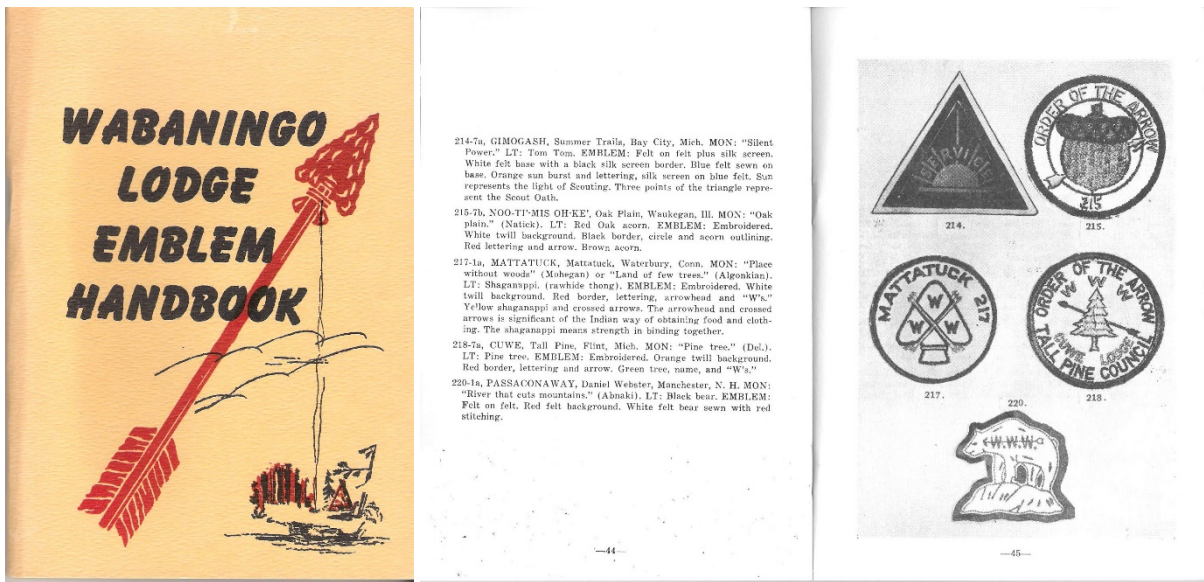 WABANINGO
LODGE
EMBLEM
HANDBOOK
214-7a, GIMOGASH, Summer Trails, Bay City, Mich. MON: “Silent
Power.” LT: Tom Tom. EMBLEM: Felt on felt plus silk screen.
White felt base with a black silk screen border. Blue felt sewn on
base. Orange sun burst and lettering, silk screen on blue felt. Sun
represents the light of Scouting. Three points of the triangle repre-
sent the Scout Oath.
215-7b, NOO-TI'-MIS OH-KE', Oak Plain, Waukegan, Ill. MON: “Oak
plain.” (Natick). LT: Red Oak acorn. EMBLEM: Embroidered.
White twill background. Black border, circle and acorn outlining.
Red lettering and arrow. Brown acorn.
217-1a, MATTATUCK, Mattatuck, Waterbury, Conn. MON: “Place
without woods” (Mohegan) or “Land of few trees.” (Algonkian).
LT: Shaganappi. (rawhide thong). EMBLEM: Embroidered. White
twill background. Red border, lettering, arrowhead and “W's.”
Yellow shaganappi and crossed arrows. The arrowhead and crossed
arrows is significant of the Indian way of obtaining food and cloth-
ing. The shaganappi means strength in binding together.
218-7a, CUWE, Tall Pine, Flint, Mich. MON: “Pine tree.” (Del.).
LT: Pine tree. EMBLEM: Embroidered. Orange twill background.
Red border, lettering and arrow. Green tree, name, and “W's.”
220-1a, PASSACONAWAY, Daniel Webster, Manchester, N. H. MON:
“River that cuts mountains.” (Abnaki). LT: Black bear. EMBLEM:
Felt on felt. Red felt background. White felt bear sewn with red
stitching.
—44—
ORDER OF THE ARROW
215
214.
215.
MATTATUCK 217
W
W W
ORDER OF THE ARROW
W W W
CUWE LODGE
TALL PINE COUNCIL
217.
218.
220.
W.W.W.
—45—